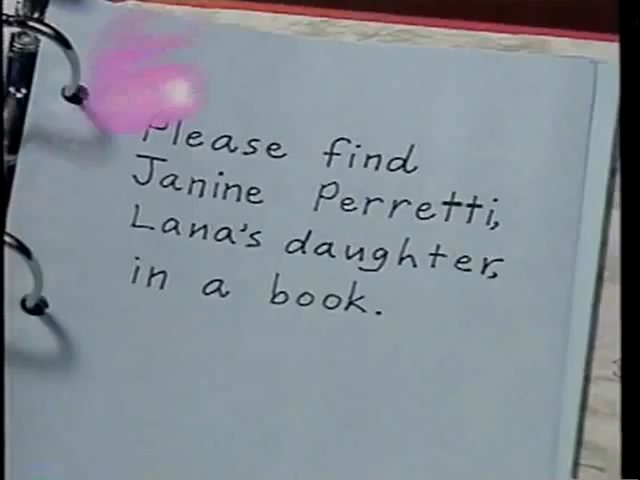 Please find
Janine Perretti,
Lana's daughter,
in a book.